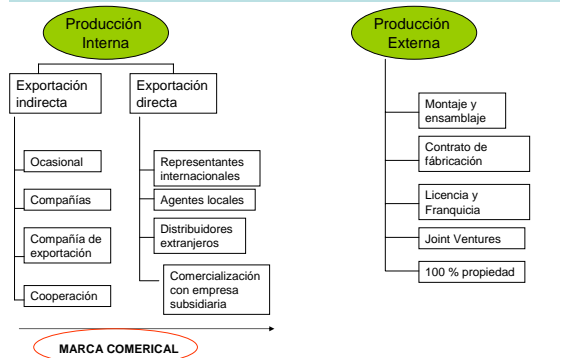 Producción
Interna
Exportación
indirecta
Ocasional
Compañías
Compañía de
exportación
Cooperación
Exportación
directa
Representantes
internacionales
Agentes locales
Distribuidores
extranjeros
Comercialización
con empresa
subsidiaria
MARCA COMERICAL
Producción
Externa
Montaje y
ensamblaje
Contrato de
fábricación
Licencia y
Franquicia
Joint Ventures
100 % propiedad